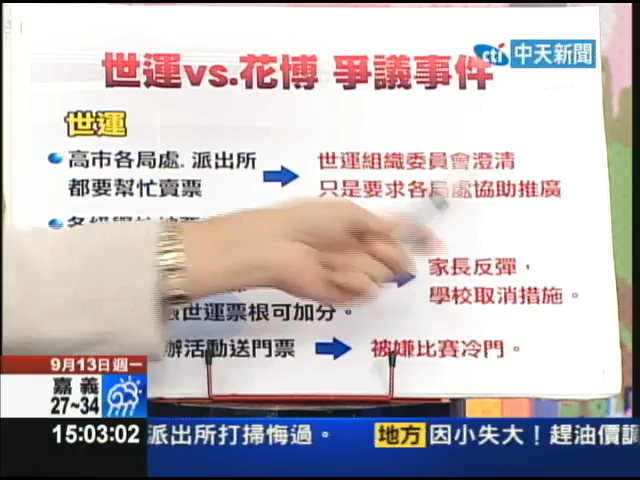 cti 中天新聞
世運vs.花博 爭議事件
世運
高市各局處.派出所
都要幫忙賣票
世運組織委員會澄清
只是要求各局處協助推廣
家長反彈，
學校取消措施。
世運票根可加分。
辦活動送門票
被嫌比賽冷門。
9月13日週一
嘉義
27~34
15:03:02
派出所打掃悔過。
地方 因小失大！趕油價調